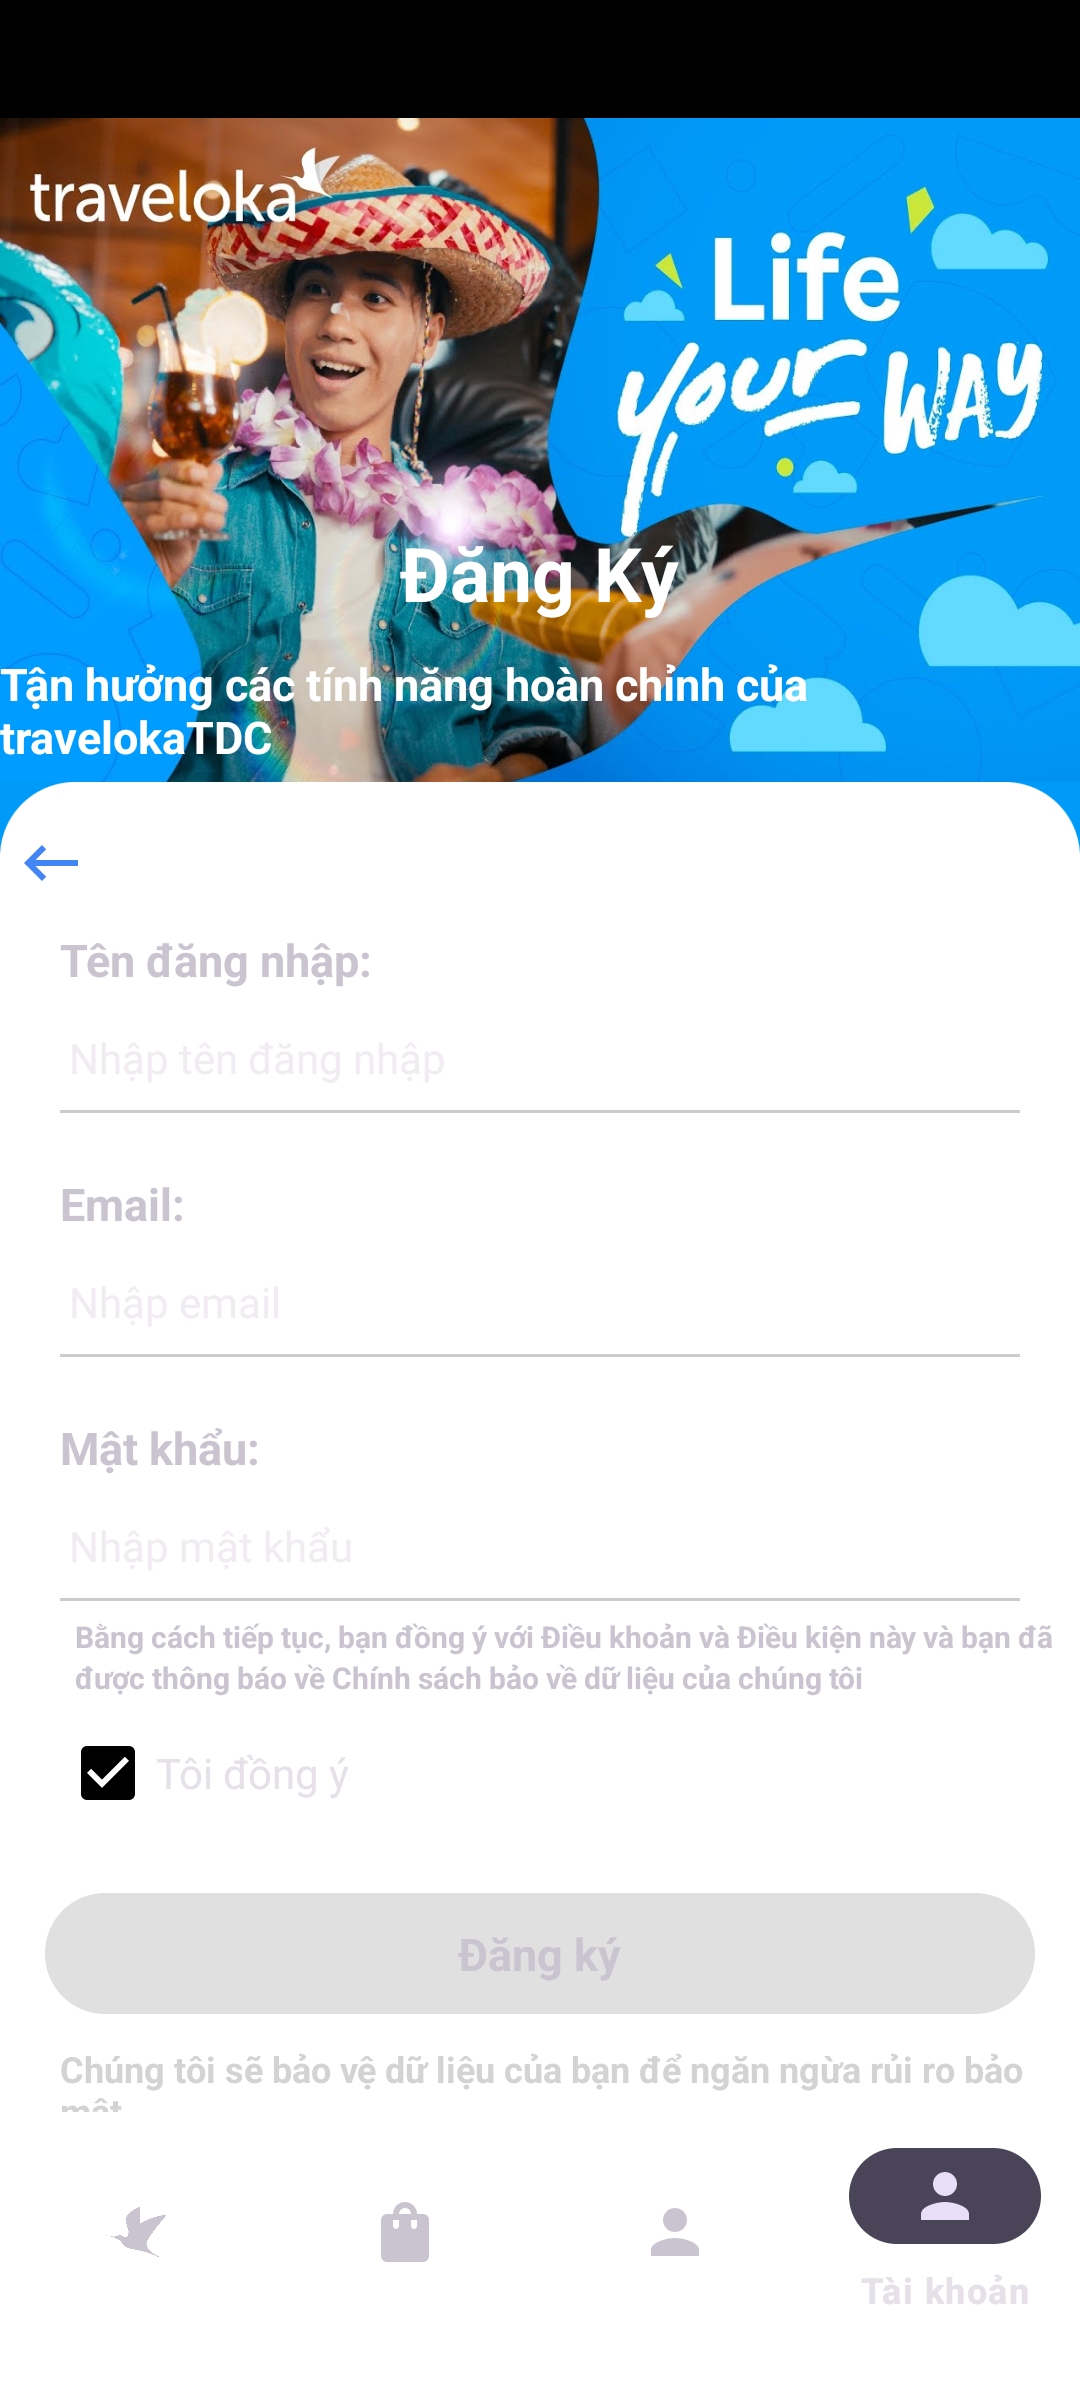 traveloka
Life
your WAY
Đăng Ký
Tận hưởng các tính năng hoàn chỉnh của
travelokaTDC
Tên đăng nhập:
Nhập tên đăng nhập
Email:
Nhập email
Mật khẩu:
Nhập mật khẩu
Bằng cách tiếp tục, bạn đồng ý với Điều khoản và Điều kiện này và bạn đã
được thông báo về Chính sách bảo về dữ liệu của chúng tôi
Tôi đồng ý
Đăng ký
Chúng tôi sẽ bảo vệ dữ liệu của bạn để ngăn ngừa rủi ro bảo
mật
Tài khoản